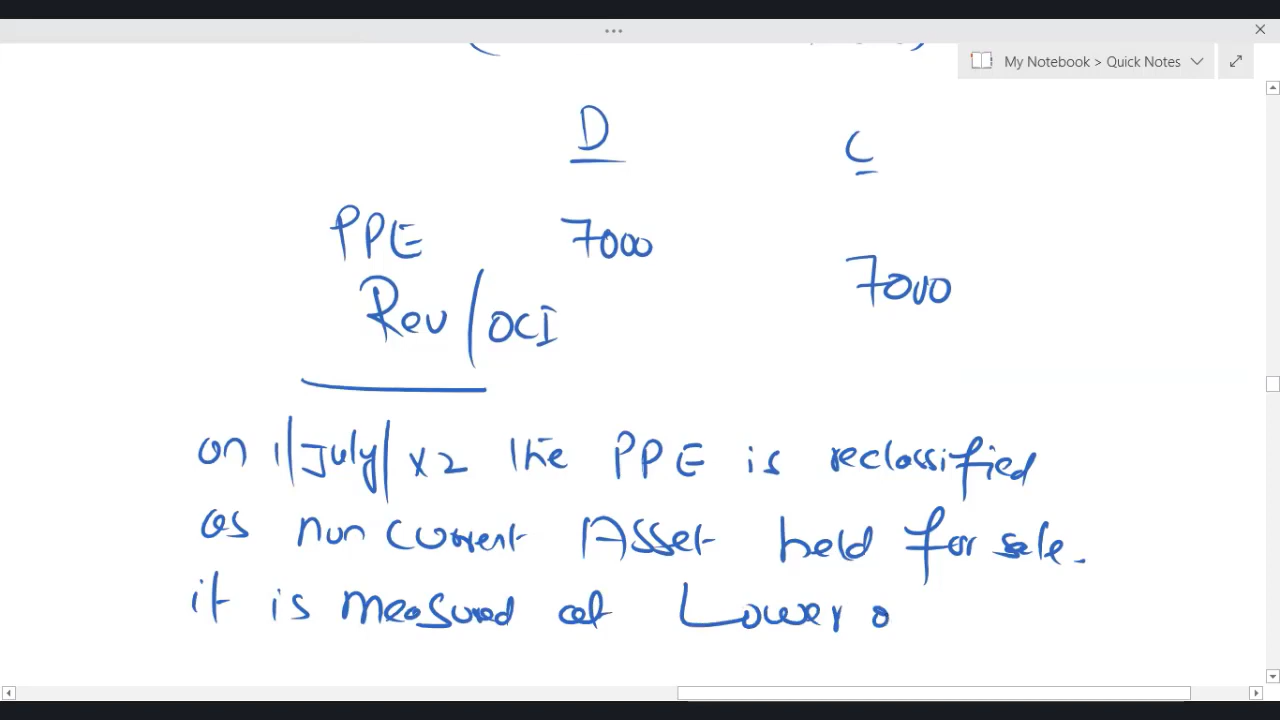 ...
My Notebook > Quick Notes
D C
PPE 7000
Rev/OCI 7000
on 1/July/x2 the PPE is reclassified
as non current Asset held for sale.
it is measured at Lower o